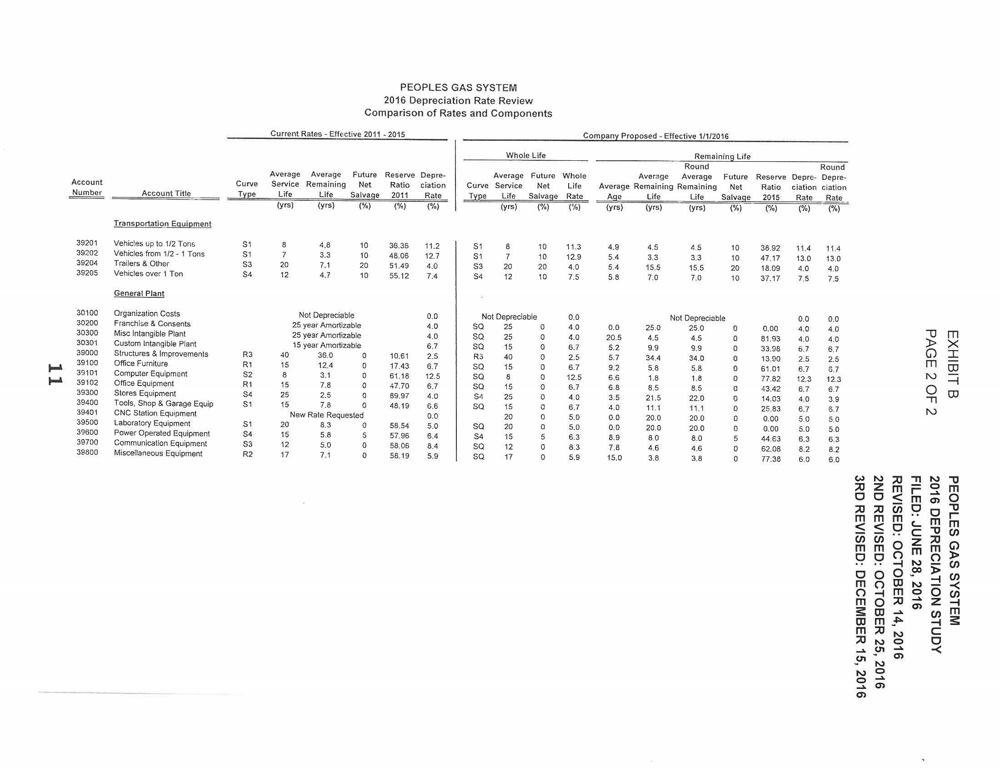 PEOPLES GAS SYSTEM
2016 Depreciation Rate Review
Comparison of Rates and Components
Current Rates - Effective 2011 - 2015 Company Proposed - Effective 1/1/2016
Whole Life Remaining Life
Round Round
Average Average Future Reserve Depre- Average Future Whole Average Average Future Reserve Depre- Depre-
Account Curve Service Remaining Net Ratio ciation Curve Service Net Life Average Remaining Remaining Net Ratio ciation ciation
Number Account Title Type Life Life Salvage 2011 Rate Type Life Salvage Rate Age Life Life Salvage 2015 Rate Rate
(yrs) (yrs) (%) (%) (%) (yrs) (%) (%) (yrs) (yrs) (yrs) (%) (%) (%) (%)
Transportation Equipment
39201 Vehicles up to 1/2 Tons S1 8 4.8 10 36.36 11.2 S1 8 10 11.3 4.9 4.5 4.5 10 38.92 11.4 11.4
39202 Vehicles from 1/2 - 1 Tons S1 7 3.3 10 48.06 12.7 S1 7 10 12.9 5.4 3.3 3.3 10 47.17 13.0 13.0
39204 Trailers & Other S3 20 7.1 20 51.49 4.0 S3 20 20 4.0 5.4 15.5 15.5 20 18.09 4.0 4.0
39205 Vehicles over 1 Ton S4 12 4.7 10 55.12 7.4 S4 12 10 7.5 5.8 7.0 7.0 10 37.17 7.5 7.5
General Plant
30100 Organization Costs Not Depreciable 0.0 Not Depreciable 0.0 Not Depreciable 0.0 0.0
30200 Franchise & Consents 25 year Amortizable 4.0 SQ 25 0 4.0 0.0 25.0 25.0 0 0.00 4.0 4.0
30300 Misc Intangible Plant 25 year Amortizable 4.0 SQ 25 0 4.0 20.5 4.5 4.5 0 81.93 4.0 4.0
30301 Custom Intangible Plant 15 year Amortizable 6.7 SQ 15 0 6.7 5.2 9.9 9.9 0 33.98 6.7 6.7
39000 Structures & Improvements R3 40 36.0 0 10.61 2.5 R3 40 0 2.5 5.7 34.4 34.0 0 13.90 2.5 2.5
39100 Office Furniture R1 15 12.4 0 17.43 6.7 SQ 15 0 6.7 9.2 5.8 5.8 0 61.01 6.7 6.7
39101 Computer Equipment S2 8 3.1 0 61.18 12.5 SQ 8 0 12.5 6.6 1.8 1.8 0 77.82 12.3 12.3
39102 Office Equipment R1 15 7.8 0 47.70 6.7 SQ 15 0 6.7 6.8 8.5 8.5 0 43.42 6.7 6.7
39300 Stores Equipment S4 25 2.5 0 89.97 4.0 S4 25 0 4.0 3.5 21.5 22.0 0 14.03 4.0 3.9
39400 Tools, Shop & Garage Equip S1 15 7.8 0 48.19 6.6 SQ 15 0 6.7 4.0 11.1 11.1 0 25.83 6.7 6.7
39401 CNC Station Equipment New Rate Requested 0.0 20 0 5.0 0.0 20.0 20.0 0 0.00 5.0 5.0
39500 Laboratory Equipment S1 20 8.3 0 58.54 5.0 SQ 20 0 5.0 0.0 20.0 20.0 0 0.00 5.0 5.0
39600 Power Operated Equipment S4 15 5.8 5 57.96 6.4 S4 15 5 6.3 8.9 8.0 8.0 5 44.63 6.3 6.3
39700 Communication Equipment S3 12 5.0 0 58.06 8.4 SQ 12 0 8.3 7.8 4.6 4.6 0 62.08 8.2 8.2
39800 Miscellaneous Equipment R2 17 7.1 0 58.19 5.9 SQ 17 0 5.9 15.0 3.8 3.8 0 77.38 6.0 6.0
11
EXHIBIT B
PAGE 2 OF 2
PEOPLES GAS SYSTEM
2016 DEPRECIATION STUDY
FILED: JUNE 28, 2016
REVISED: OCTOBER 14, 2016
2ND REVISED: OCTOBER 25, 2016
3RD REVISED: DECEMBER 15, 2016